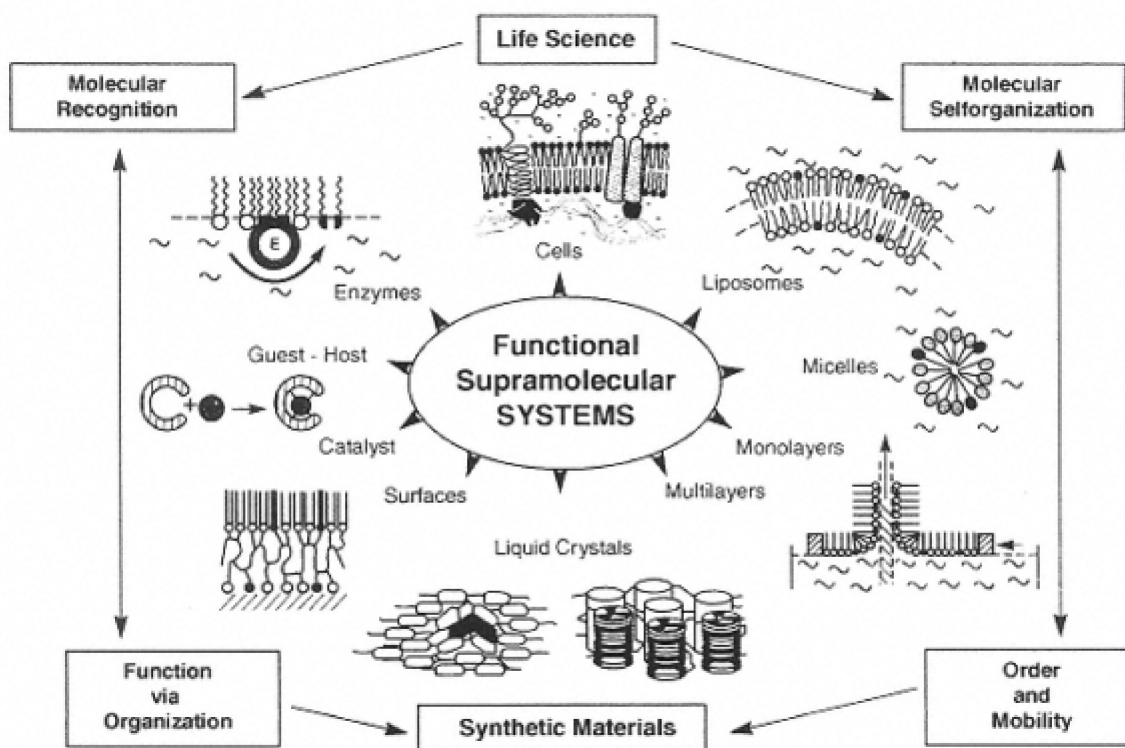 Life Science
Molecular
Recognition
Molecular
Selforganization
E
Cells
Enzymes
Liposomes
Guest - Host
Functional
Supramolecular
SYSTEMS
Micelles
+
Catalyst
Monolayers
Surfaces
Multilayers
Liquid Crystals
Function
via
Organization
Synthetic Materials
Order
and
Mobility